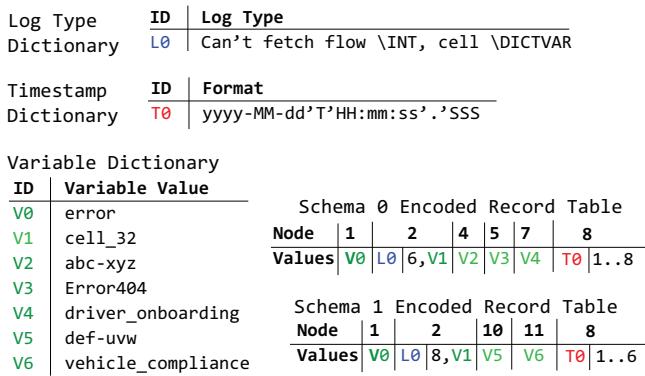 Log Type Dictionary
ID Log Type
L0 Can't fetch flow \INT, cell \DICTVAR
Timestamp Dictionary
ID Format
T0 yyyy-MM-dd'T'HH:mm:ss'.'SSS
Variable Dictionary
ID Variable Value
V0 error
V1 cell_32
V2 abc-xyz
V3 Error404
V4 driver_onboarding
V5 def-uvw
V6 vehicle_compliance
Schema 0 Encoded Record Table
Node 1 2 4 5 7 8
Values V0 L0 6,V1 V2 V3 V4 T0 1..8
Schema 1 Encoded Record Table
Node 1 2 10 11 8
Values V0 L0 8,V1 V5 V6 T0 1..6